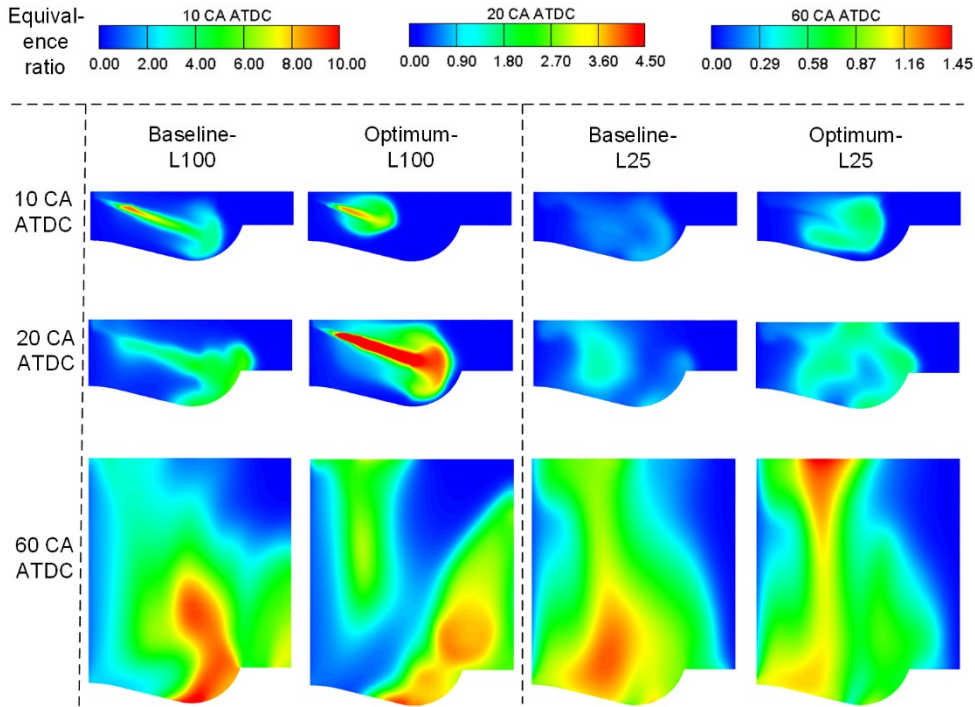 Equival-
ence
ratio
10 CA ATDC
0.00 2.00 4.00 6.00 8.00 10.00
20 CA ATDC
0.00 0.90 1.80 2.70 3.60 4.50
60 CA ATDC
0.00 0.29 0.58 0.87 1.16 1.45
Baseline-
L100
Optimum-
L100
Baseline-
L25
Optimum-
L25
10 CA
ATDC
20 CA
ATDC
60 CA
ATDC